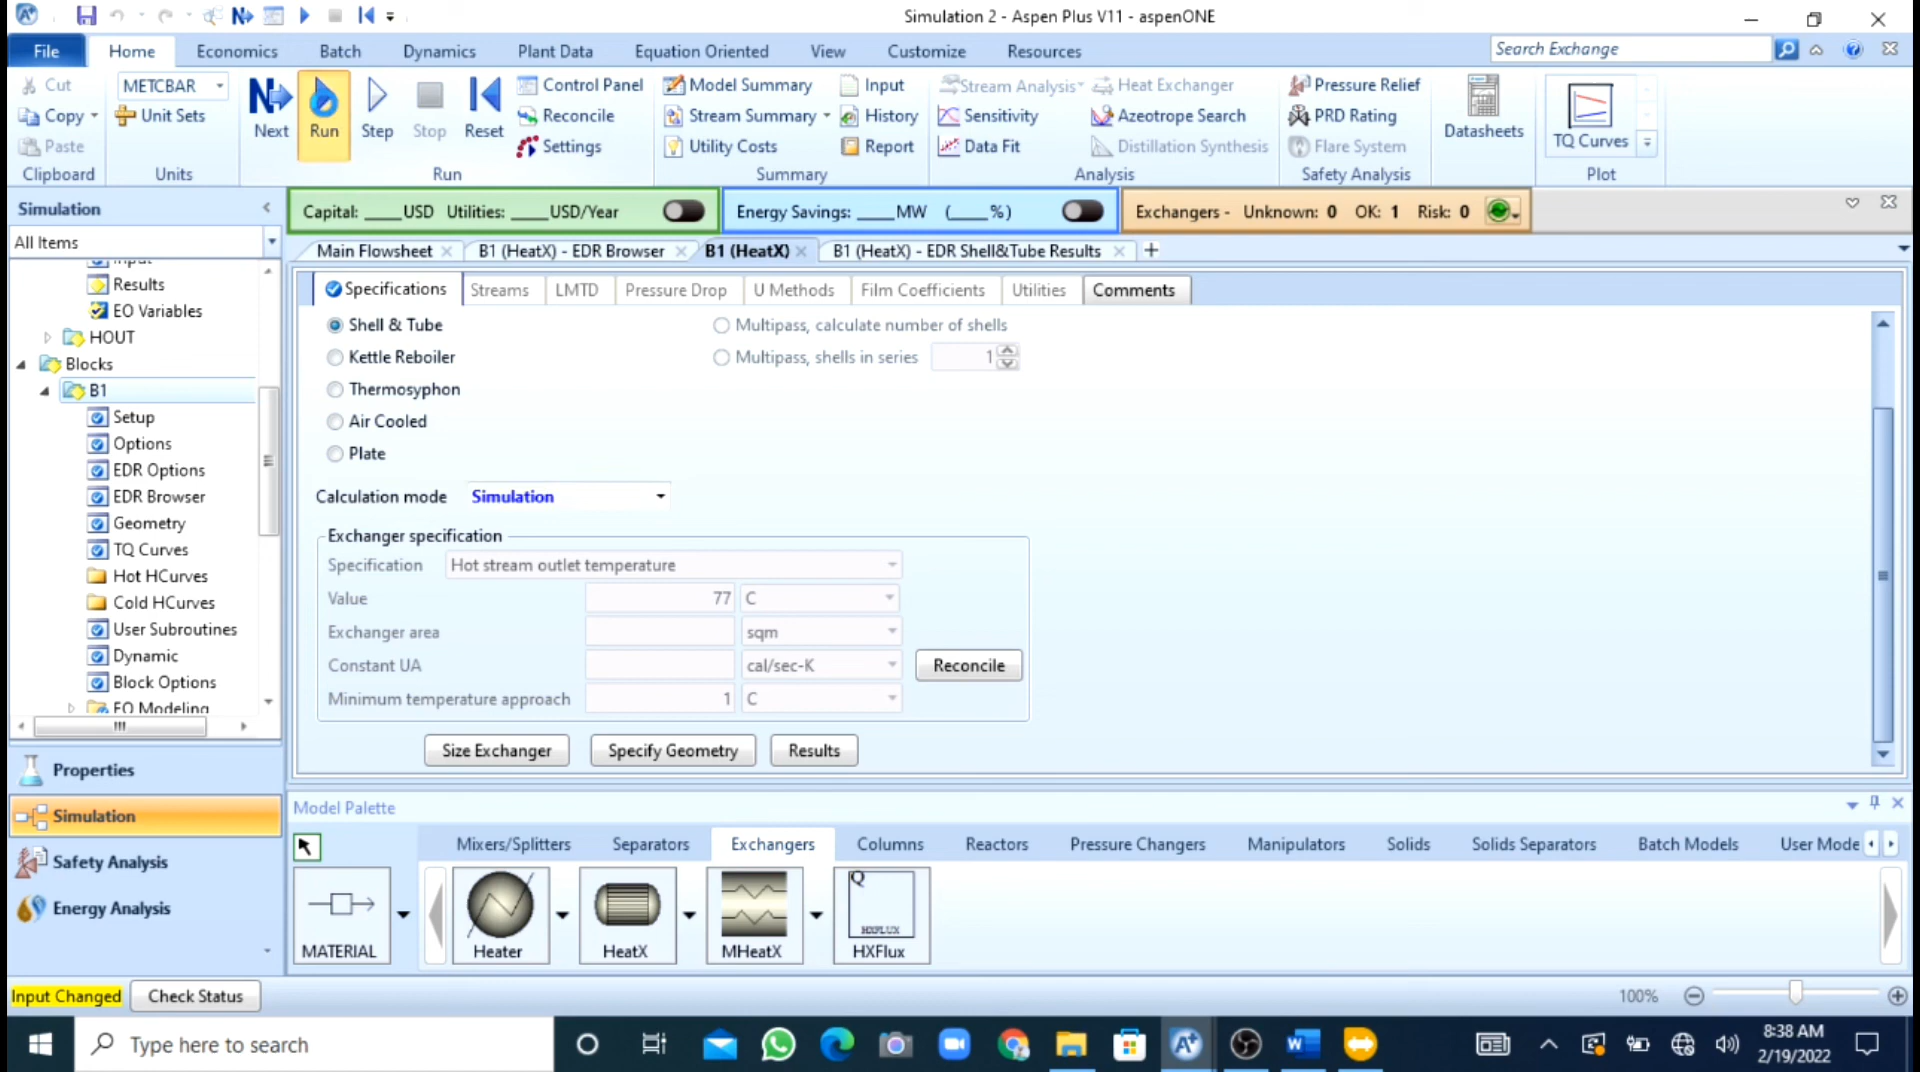 Simulation 2 - Aspen Plus V11 - aspenONE
File Home Economics Batch Dynamics Plant Data Equation Oriented View Customize Resources Search Exchange
Cut METCBAR Control Panel Model Summary Input Stream Analysis Heat Exchanger Pressure Relief
Copy Unit Sets Next Run Step Stop Reset Reconcile Stream Summary History Sensitivity Azeotrope Search PRD Rating Datasheets TQ Curves
Paste Settings Utility Costs Report Data Fit Distillation Synthesis Flare System
Clipboard Units Run Summary Analysis Safety Analysis Plot
Simulation
Capital: ____USD Utilities: ____USD/Year Energy Savings: ____MW (____%) Exchangers - Unknown: 0 OK: 1 Risk: 0
All Items
Main Flowsheet B1 (HeatX) - EDR Browser B1 (HeatX) B1 (HeatX) - EDR Shell&Tube Results +
Input
Results
EO Variables
HOUT
Blocks
B1
Setup
Options
EDR Options
EDR Browser
Geometry
TQ Curves
Hot HCurves
Cold HCurves
User Subroutines
Dynamic
Block Options
EO Modeling
Specifications Streams LMTD Pressure Drop U Methods Film Coefficients Utilities Comments
Shell & Tube Multipass, calculate number of shells
Kettle Reboiler Multipass, shells in series 1
Thermosyphon
Air Cooled
Plate
Calculation mode Simulation
Exchanger specification
Specification Hot stream outlet temperature
Value 77 C
Exchanger area sqm
Constant UA cal/sec-K Reconcile
Minimum temperature approach 1 C
Size Exchanger Specify Geometry Results
Properties
Simulation
Safety Analysis
Energy Analysis
Model Palette
Mixers/Splitters Separators Exchangers Columns Reactors Pressure Changers Manipulators Solids Solids Separators Batch Models User Mode
Q
HXFLUX
MATERIAL Heater HeatX MHeatX HXFlux
Input Changed Check Status 100%
Type here to search 8:38 AM
2/19/2022